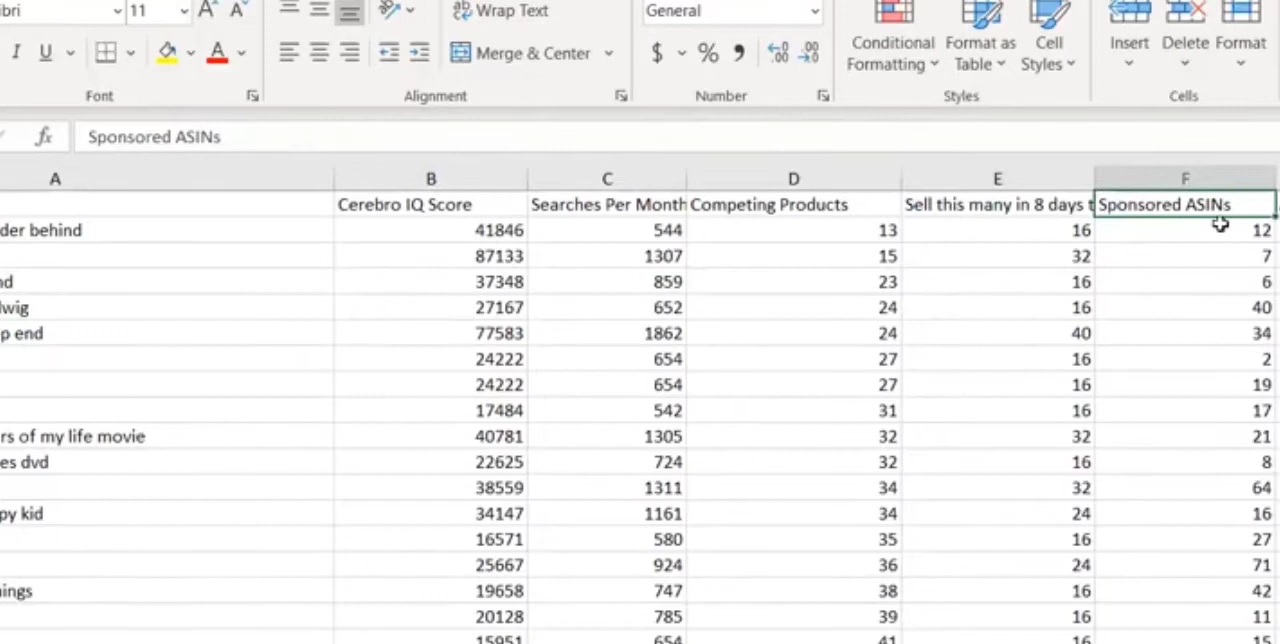 11 A A Wrap Text General
I U A Merge & Center $ % , Conditional Formatting Format as Table Cell Styles Insert Delete Format
Font Alignment Number Styles Cells
fx Sponsored ASINs
A B C D E F
Cerebro IQ Score Searches Per Month Competing Products Sell this many in 8 days Sponsored ASINs
der behind 41846 544 13 16 12
87133 1307 15 32 7
37348 859 23 16 6
27167 652 24 16 40
p end 77583 1862 24 40 34
24222 654 27 16 2
24222 654 27 16 19
17484 542 31 16 17
rs of my life movie 40781 1305 32 32 21
es dvd 22625 724 32 16 8
38559 1311 34 32 64
py kid 34147 1161 34 24 16
16571 580 35 16 27
25667 924 36 24 71
19658 747 38 16 42
20128 785 39 16 11
15951 654 41 16 15